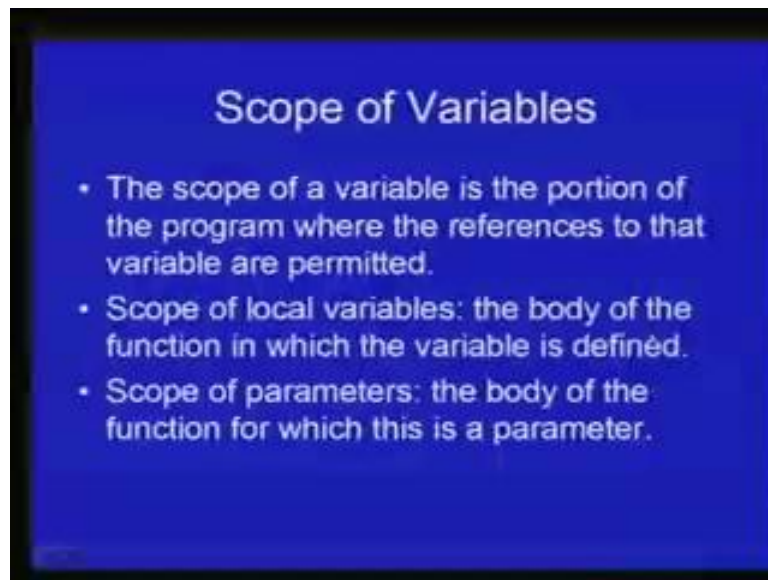 Scope of Variables
• The scope of a variable is the portion of
the program where the references to that
variable are permitted.
• Scope of local variables: the body of the
function in which the variable is defined.
• Scope of parameters: the body of the
function for which this is a parameter.